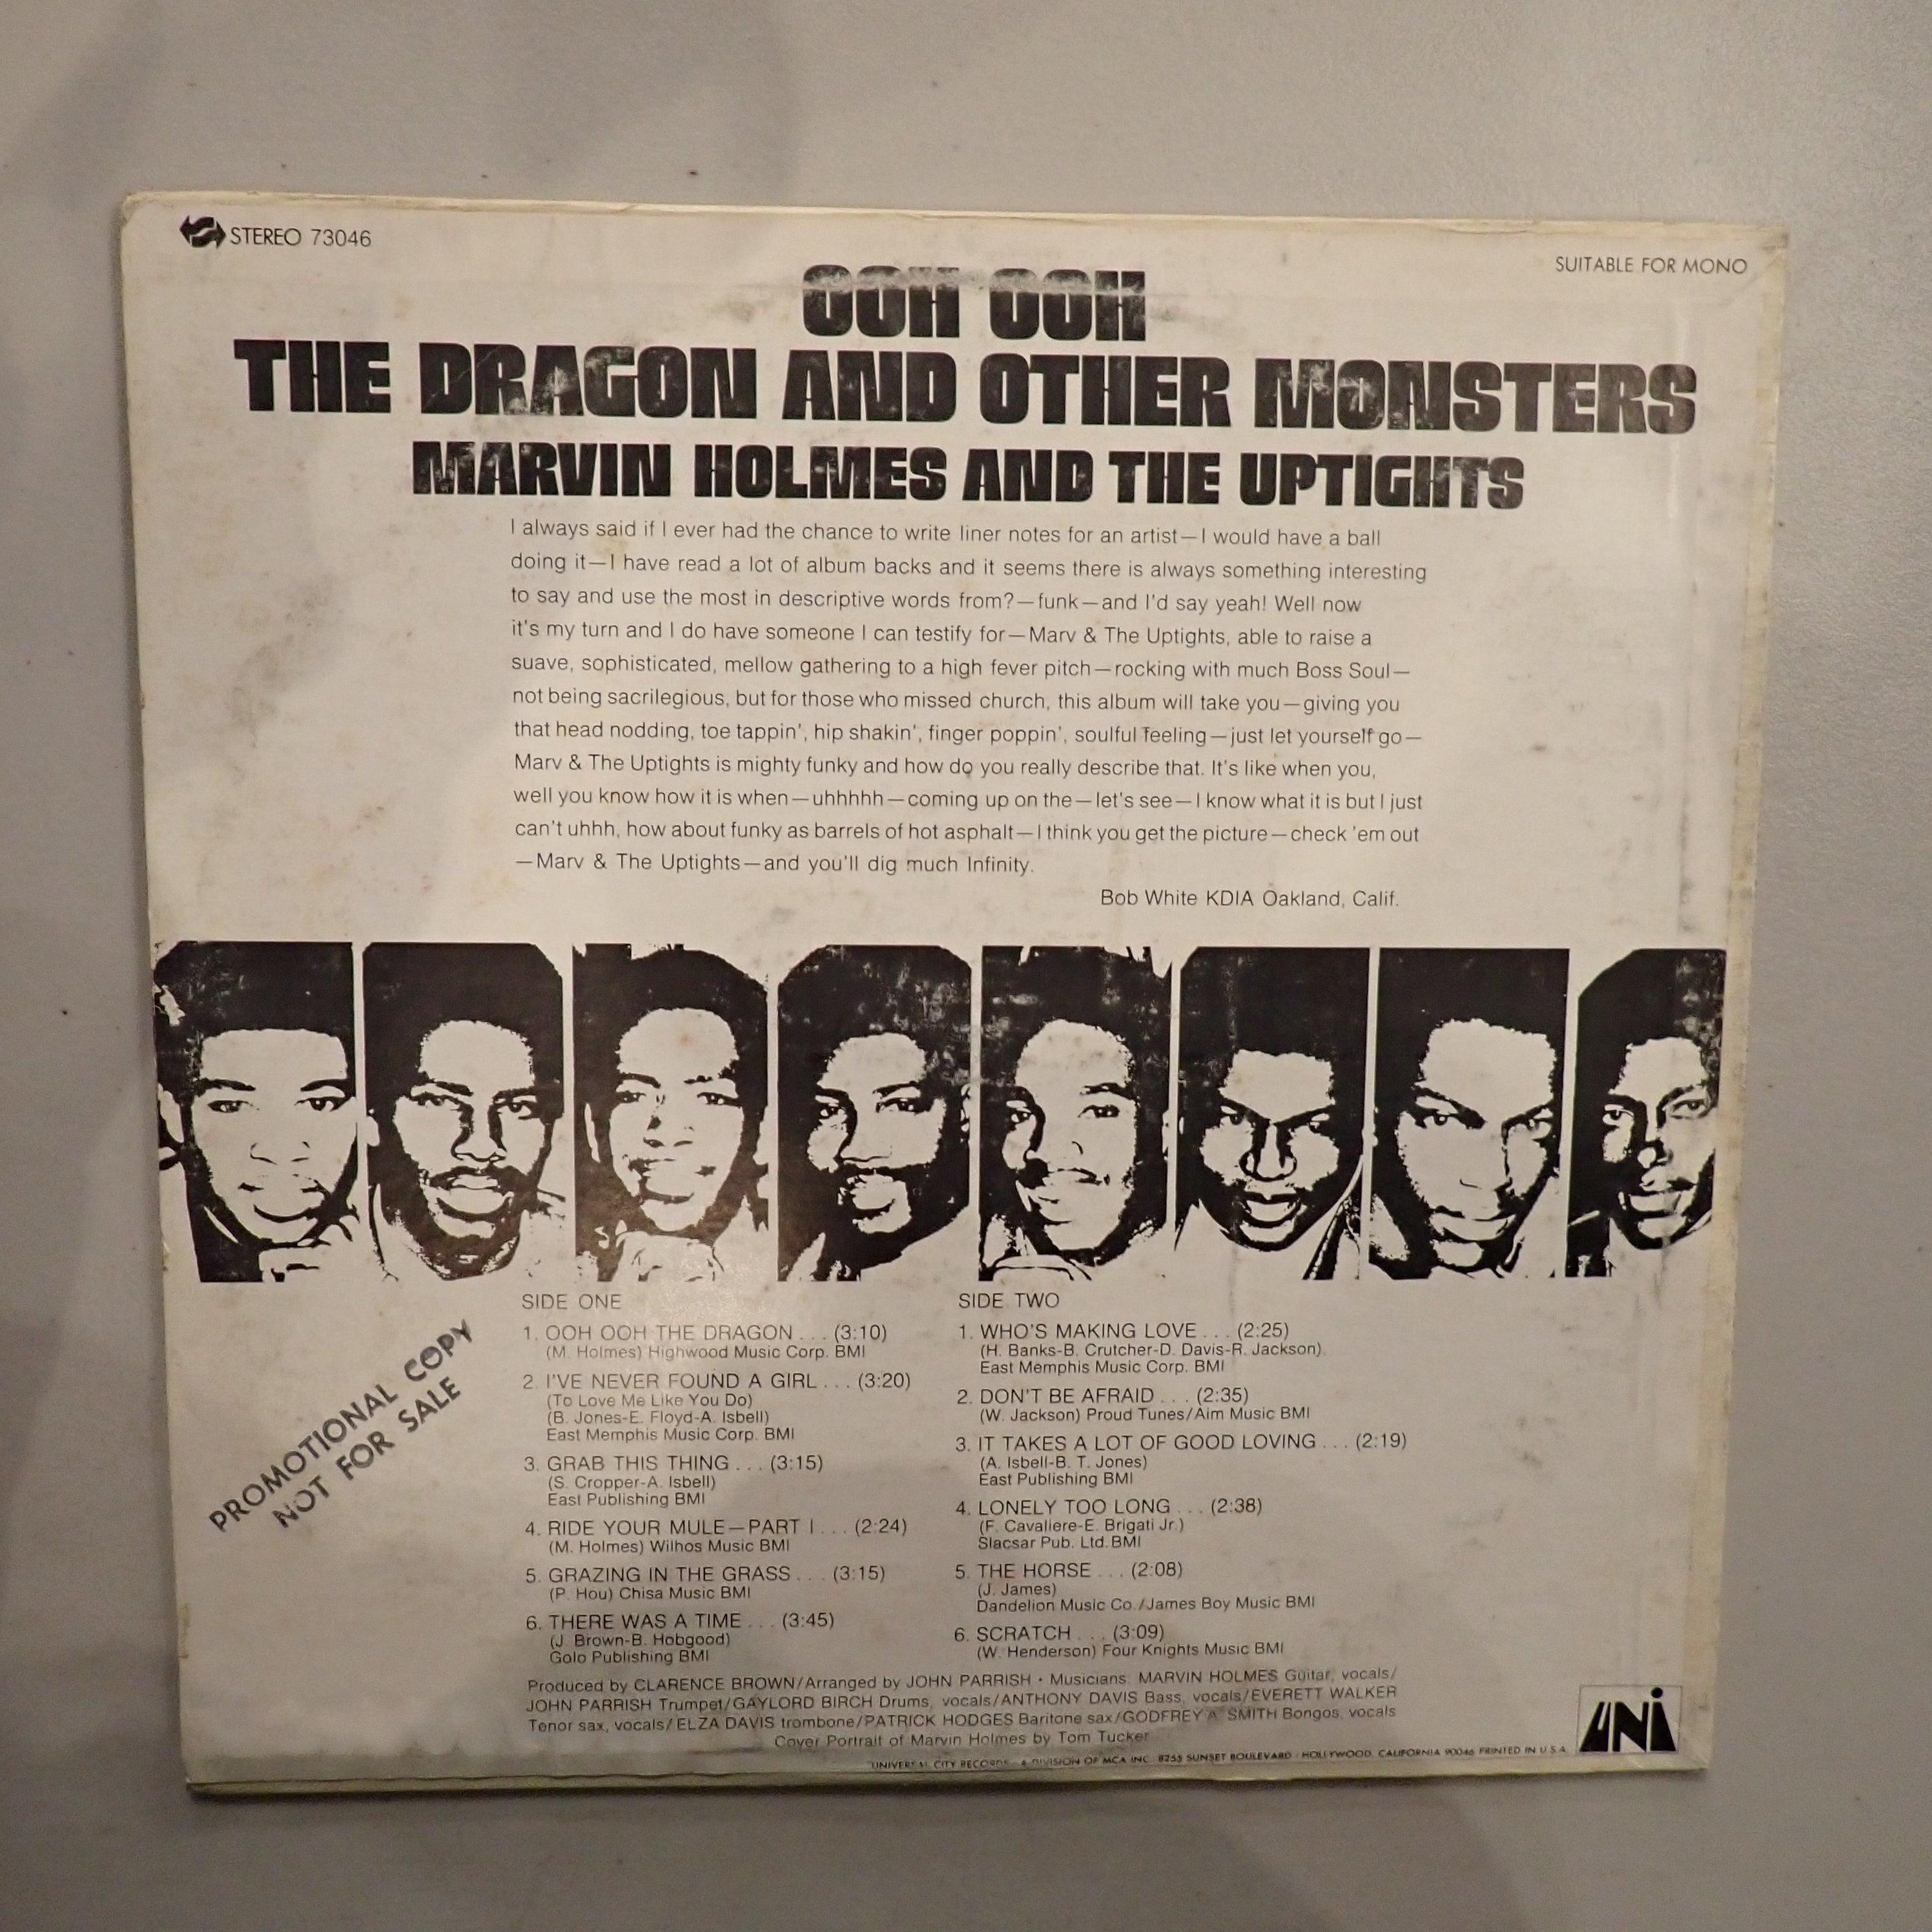 STEREO 73046
SUITABLE FOR MONO
OOH OOH
THE DRAGON AND OTHER MONSTERS
MARVIN HOLMES AND THE UPTIGHTS
I always said if I ever had the chance to write liner notes for an artist—I would have a ball
doing it—I have read a lot of album backs and it seems there is always something interesting
to say and use the most in descriptive words from?—funk—and I'd say yeah! Well now
it's my turn and I do have someone I can testify for—Marv & The Uptights, able to raise a
suave, sophisticated, mellow gathering to a high fever pitch—rocking with much Boss Soul—
not being sacrilegious, but for those who missed church, this album will take you—giving you
that head nodding, toe tappin', hip shakin', finger poppin', soulful feeling—just let yourself go—
Marv & The Uptights is mighty funky and how do you really describe that. It's like when you,
well you know how it is when—uhhhhh—coming up on the—let's see—I know what it is but I just
can't uhhh, how about funky as barrels of hot asphalt—I think you get the picture—check 'em out
—Marv & The Uptights—and you'll dig much Infinity.
Bob White KDIA Oakland, Calif.
PROMOTIONAL COPY
NOT FOR SALE
SIDE ONE
1. OOH OOH THE DRAGON . . . (3:10)
(M. Holmes) Highwood Music Corp. BMI
2. I'VE NEVER FOUND A GIRL . . . (3:20)
(To Love Me Like You Do)
(B. Jones-E. Floyd-A. Isbell)
East Memphis Music Corp. BMI
3. GRAB THIS THING . . . (3:15)
(S. Cropper-A. Isbell)
East Publishing BMI
4. RIDE YOUR MULE—PART I . . . (2:24)
(M. Holmes) Wilhos Music BMI
5. GRAZING IN THE GRASS . . . (3:15)
(P. Hou) Chisa Music BMI
6. THERE WAS A TIME . . . (3:45)
(J. Brown-B. Hobgood)
Golo Publishing BMI
SIDE TWO
1. WHO'S MAKING LOVE . . . (2:25)
(H. Banks-B. Crutcher-D. Davis-R. Jackson)
East Memphis Music Corp. BMI
2. DON'T BE AFRAID . . . (2:35)
(W. Jackson) Proud Tunes/Aim Music BMI
3. IT TAKES A LOT OF GOOD LOVING . . . (2:19)
(A. Isbell-B. T. Jones)
East Publishing BMI
4. LONELY TOO LONG . . . (2:38)
(F. Cavaliere-E. Brigati Jr.)
Slacsar Pub. Ltd. BMI
5. THE HORSE . . . (2:08)
(J. James)
Dandelion Music Co./James Boy Music BMI
6. SCRATCH . . . (3:09)
(W. Henderson) Four Knights Music BMI
Produced by CLARENCE BROWN/Arranged by JOHN PARRISH • Musicians: MARVIN HOLMES Guitar, vocals/
JOHN PARRISH Trumpet/GAYLORD BIRCH Drums, vocals/ANTHONY DAVIS Bass, vocals/EVERETT WALKER
Tenor sax, vocals/ELZA DAVIS trombone/PATRICK HODGES Baritone sax/GODFREY A. SMITH Bongos, vocals
Cover Portrait of Marvin Holmes by Tom Tucker
UNIVERSAL CITY RECORDS • A DIVISION OF MCA INC. 8255 SUNSET BOULEVARD • HOLLYWOOD, CALIFORNIA 90046 PRINTED IN U.S.A.
UNI